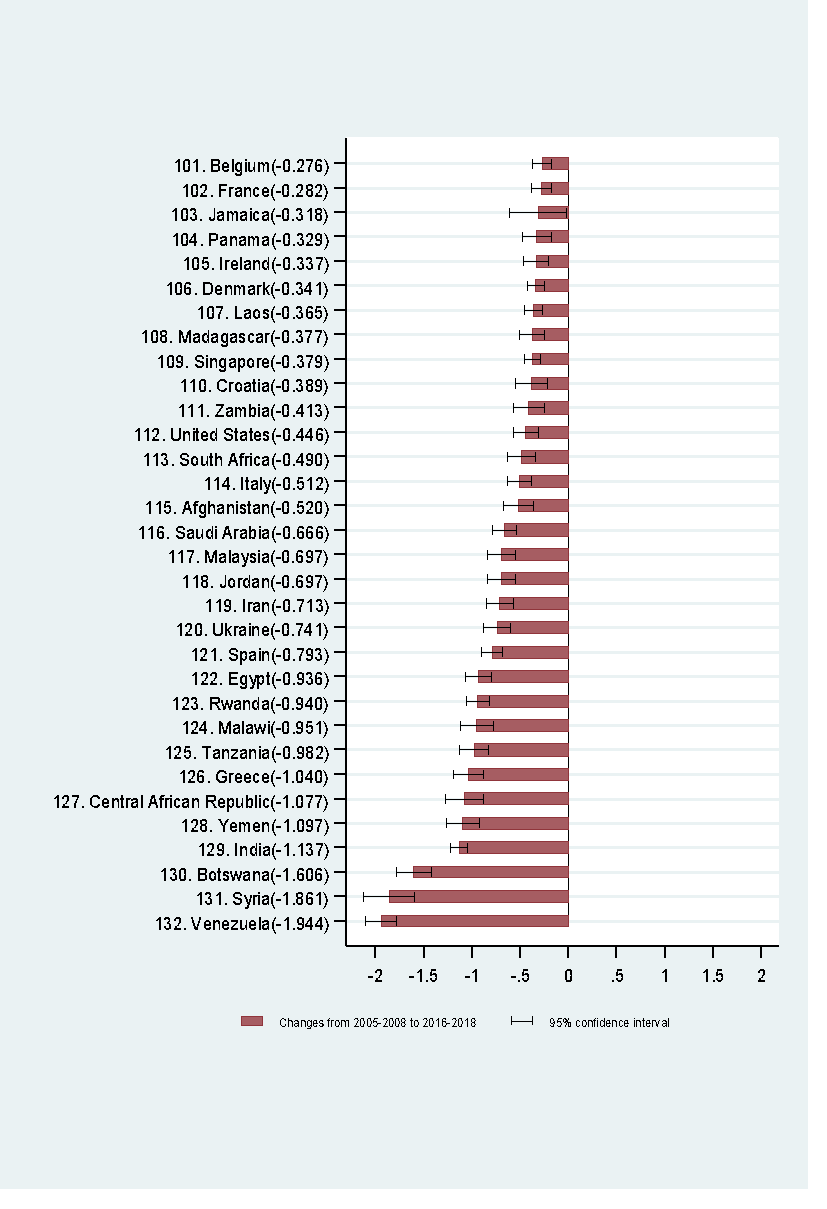 101. Belgium(-0.276)
102. France(-0.282)
103. Jamaica(-0.318)
104. Panama(-0.329)
105. Ireland(-0.337)
106. Denmark(-0.341)
107. Laos(-0.365)
108. Madagascar(-0.377)
109. Singapore(-0.379)
110. Croatia(-0.389)
111. Zambia(-0.413)
112. United States(-0.446)
113. South Africa(-0.490)
114. Italy(-0.512)
115. Afghanistan(-0.520)
116. Saudi Arabia(-0.666)
117. Malaysia(-0.697)
118. Jordan(-0.697)
119. Iran(-0.713)
120. Ukraine(-0.741)
121. Spain(-0.793)
122. Egypt(-0.936)
123. Rwanda(-0.940)
124. Malawi(-0.951)
125. Tanzania(-0.982)
126. Greece(-1.040)
127. Central African Republic(-1.077)
128. Yemen(-1.097)
129. India(-1.137)
130. Botswana(-1.606)
131. Syria(-1.861)
132. Venezuela(-1.944)
-2 -1.5 -1 -.5 0 .5 1 1.5 2
Changes from 2005-2008 to 2016-2018 95% confidence interval